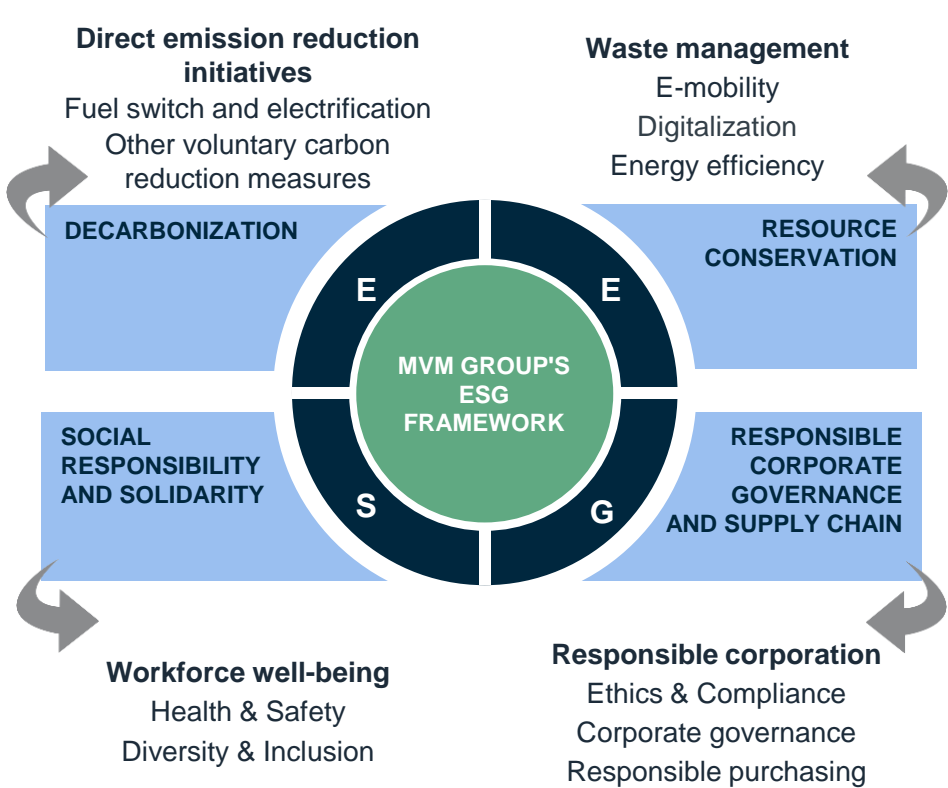 Direct emission reduction
initiatives
Fuel switch and electrification
Other voluntary carbon
reduction measures
Waste management
E-mobility
Digitalization
Energy efficiency
DECARBONIZATION
RESOURCE
CONSERVATION
E
E
MVM GROUP'S
ESG
FRAMEWORK
SOCIAL
RESPONSIBILITY
AND SOLIDARITY
RESPONSIBLE
CORPORATE
GOVERNANCE
AND SUPPLY CHAIN
S
G
Workforce well-being
Health & Safety
Diversity & Inclusion
Responsible corporation
Ethics & Compliance
Corporate governance
Responsible purchasing